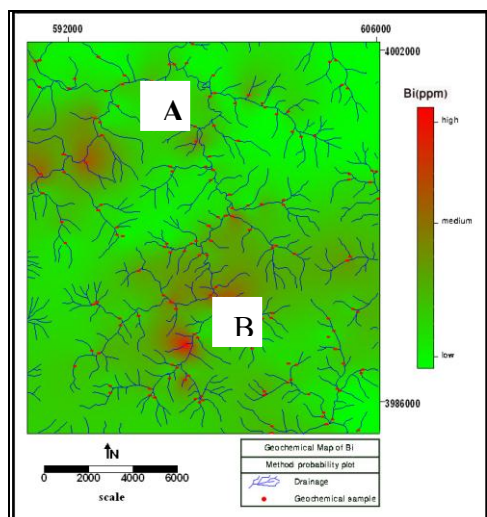 592000 606000
4002000
A
Bi(ppm)
high
medium
B
low
3986000
N
0 2000 4000 6000
scale
Geochemical Map of Bi
Method probability plot
Drainage
Geochemical sample